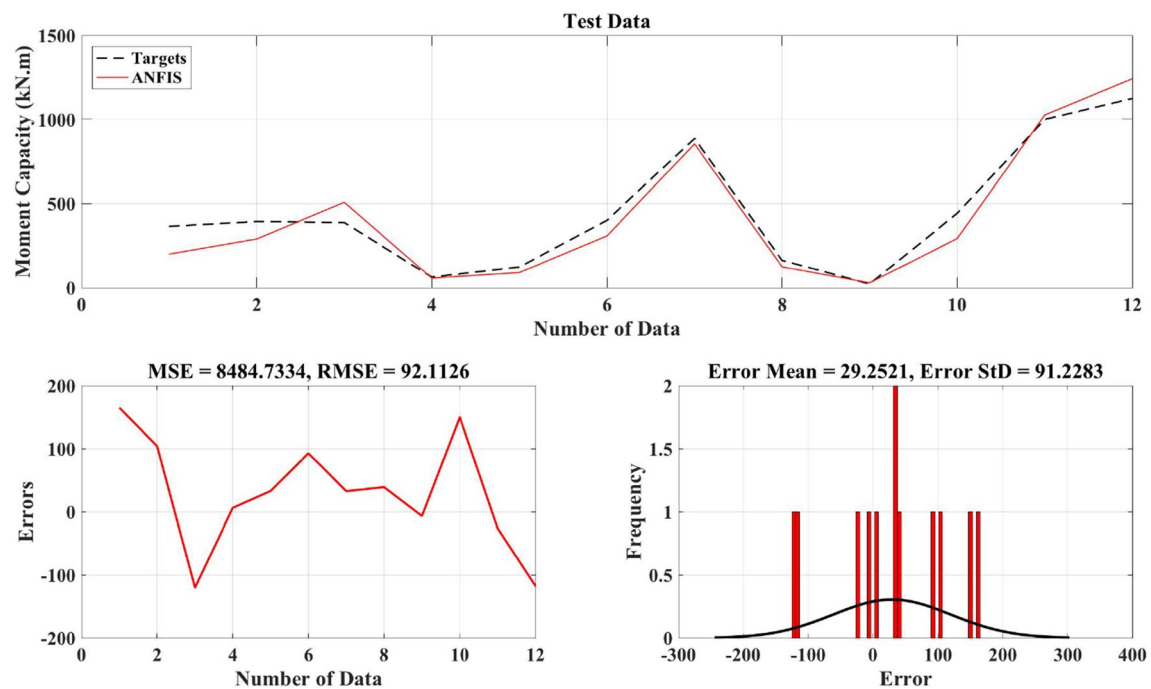 Test Data
1500
1000
500
0
Moment Capacity (kN.m)
Targets
ANFIS
0 2 4 6 8 10 12
Number of Data
MSE = 8484.7334, RMSE = 92.1126
200
100
0
-100
-200
Errors
0 2 4 6 8 10 12
Number of Data
Error Mean = 29.2521, Error StD = 91.2283
2
1.5
1
0.5
0
Frequency
-300 -200 -100 0 100 200 300 400
Error